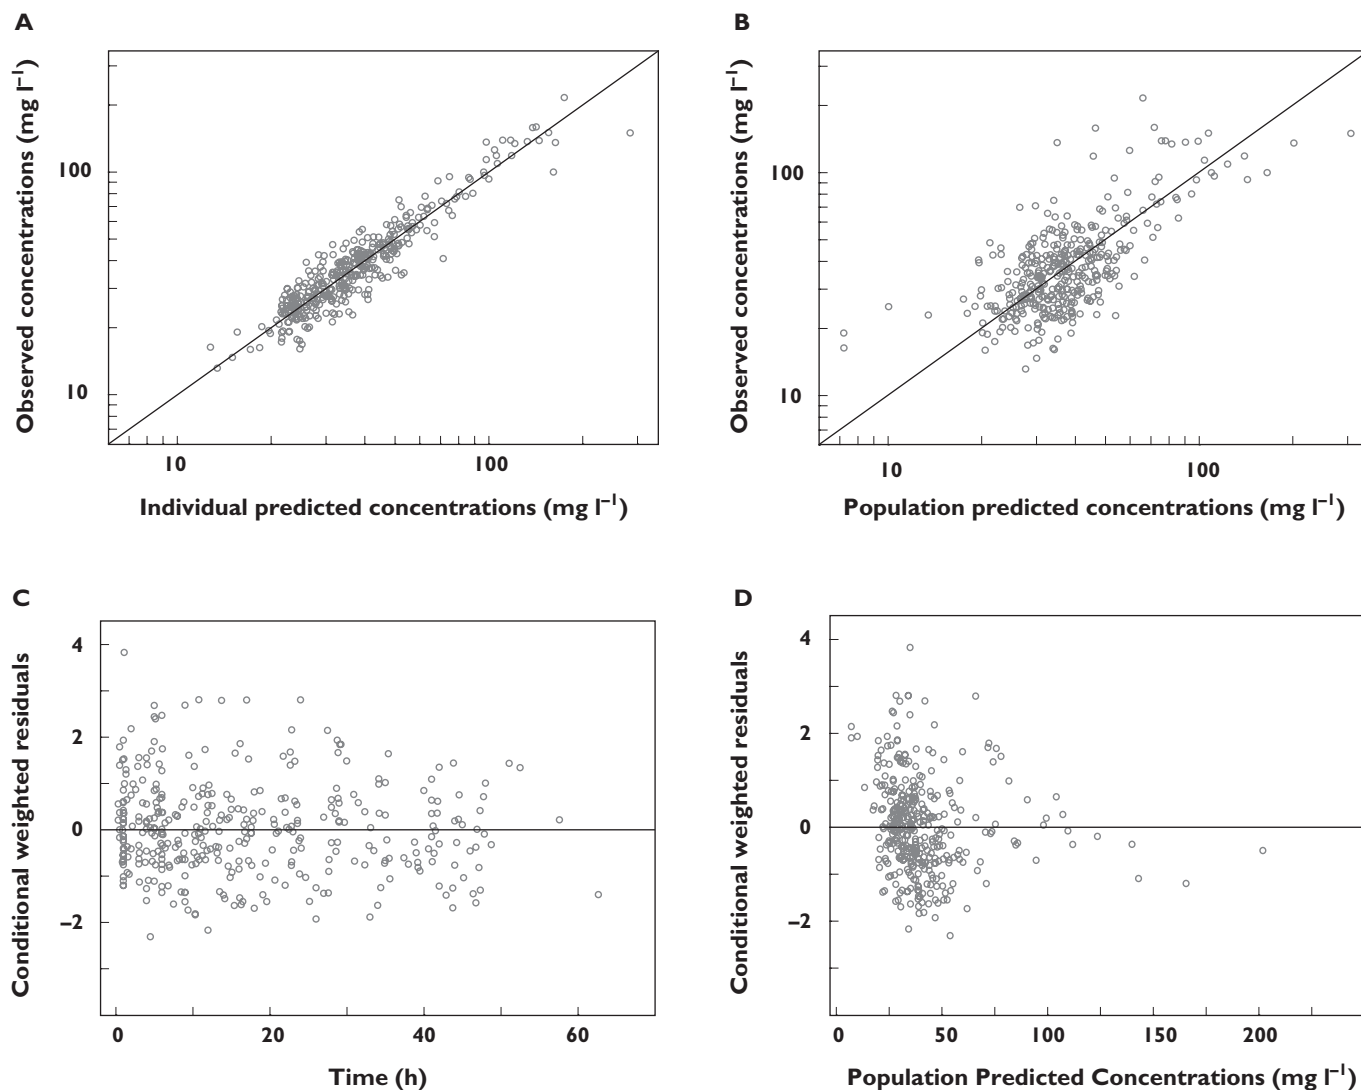 A
Observed concentrations (mg l⁻¹)
100
10
10
100
Individual predicted concentrations (mg l⁻¹)
B
Observed concentrations (mg l⁻¹)
100
10
10
100
Population predicted concentrations (mg l⁻¹)
C
Conditional weighted residuals
4
2
0
–2
0
20
40
60
Time (h)
D
Conditional weighted residuals
4
2
0
–2
0
50
100
150
200
Population Predicted Concentrations (mg l⁻¹)